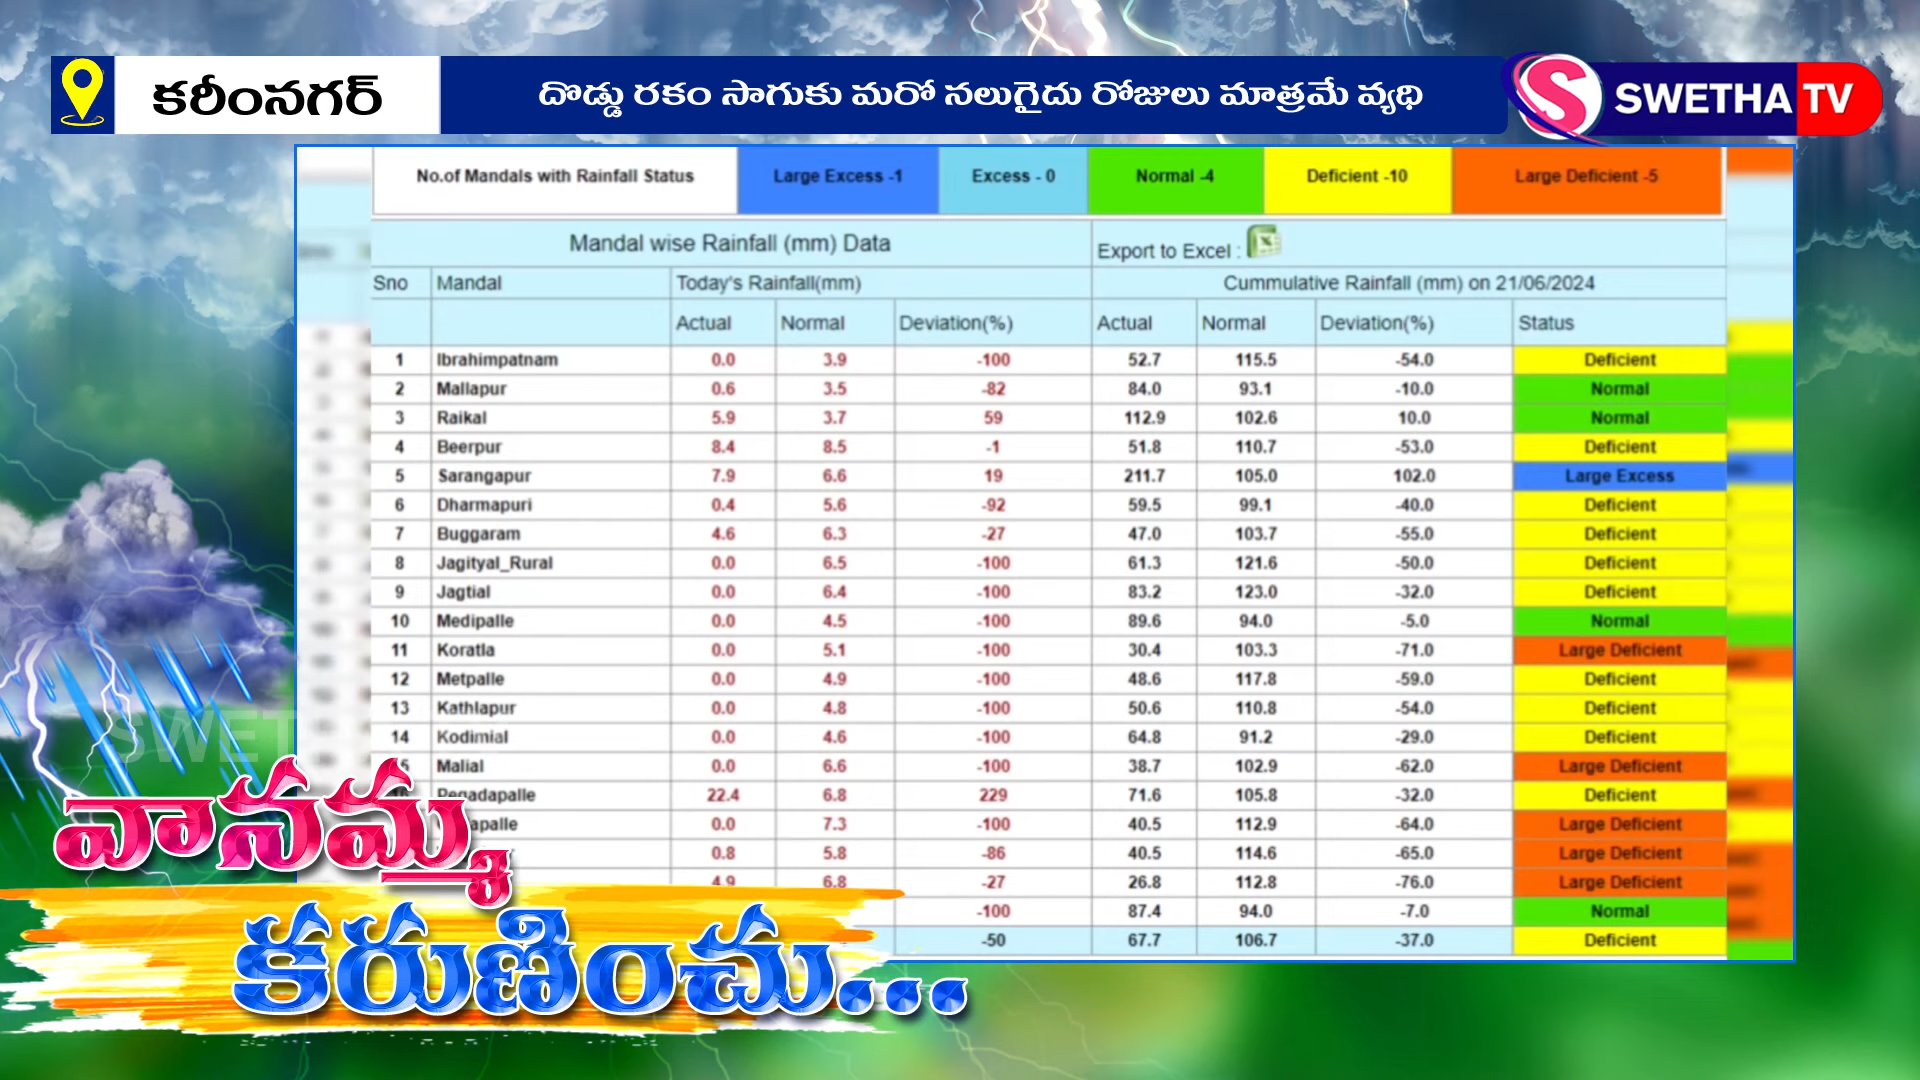 కరీంనగర్
దొడ్డు రకం సాగుకు మరో నలుగైదు రోజులు మాత్రమే వ్యధి
SWETHA TV
No.of Mandals with Rainfall Status Large Excess -1 Excess - 0 Normal -4 Deficient -10 Large Deficient -5
Mandal wise Rainfall (mm) Data Export to Excel :
Sno Mandal Today's Rainfall(mm) Cummulative Rainfall (mm) on 21/06/2024
Actual Normal Deviation(%) Actual Normal Deviation(%) Status
1 Ibrahimpatnam 0.0 3.9 -100 52.7 115.5 -54.0 Deficient
2 Mallapur 0.6 3.5 -82 84.0 93.1 -10.0 Normal
3 Raikal 5.9 3.7 59 112.9 102.6 10.0 Normal
4 Beerpur 8.4 8.5 -1 51.8 110.7 -53.0 Deficient
5 Sarangapur 7.9 6.6 19 211.7 105.0 102.0 Large Excess
6 Dharmapuri 0.4 5.6 -92 59.5 99.1 -40.0 Deficient
7 Buggaram 4.6 6.3 -27 47.0 103.7 -55.0 Deficient
8 Jagityal_Rural 0.0 6.5 -100 61.3 121.6 -50.0 Deficient
9 Jagtial 0.0 6.4 -100 83.2 123.0 -32.0 Deficient
10 Medipalle 0.0 4.5 -100 89.6 94.0 -5.0 Normal
11 Koratla 0.0 5.1 -100 30.4 103.3 -71.0 Large Deficient
12 Metpalle 0.0 4.9 -100 48.6 117.8 -59.0 Deficient
13 Kathlapur 0.0 4.8 -100 50.6 110.8 -54.0 Deficient
14 Kodimial 0.0 4.6 -100 64.8 91.2 -29.0 Deficient
Malial 0.0 6.6 -100 38.7 102.9 -62.0 Large Deficient
Pegadapalle 22.4 6.8 229 71.6 105.8 -32.0 Deficient
0.0 7.3 -100 40.5 112.9 -64.0 Large Deficient
0.8 5.8 -86 40.5 114.6 -65.0 Large Deficient
4.9 6.8 -27 26.8 112.8 -76.0 Large Deficient
-100 87.4 94.0 -7.0 Normal
-50 67.7 106.7 -37.0 Deficient
వానమ్మ
కరుణించు...